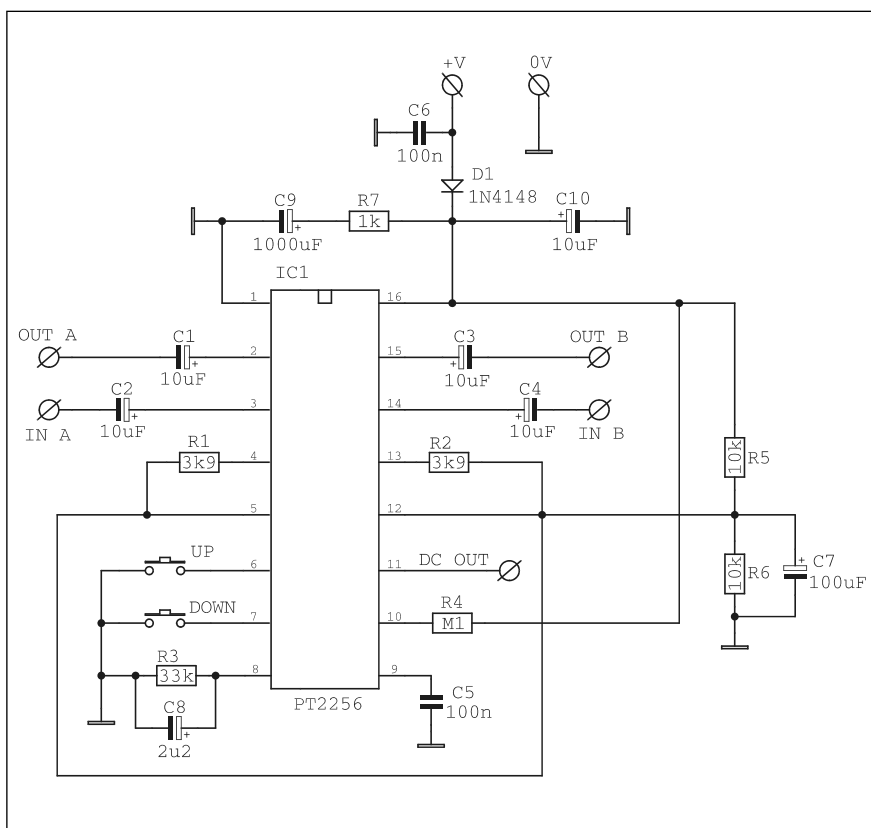 +V
0V
C6
100n
D1
1N4148
C9
1000uF
R7
1k
C10
10uF
IC1
1
16
OUT A
C1
10uF
2
15
C3
10uF
OUT B
IN A
C2
10uF
3
14
C4
10uF
IN B
R1
3k9
4
13
R2
3k9
R5
10k
5
12
UP
6
11
DC OUT
R6
10k
C7
100uF
DOWN
7
10
R4
M1
R3
33k
8
9
C8
2u2
PT2256
C5
100n